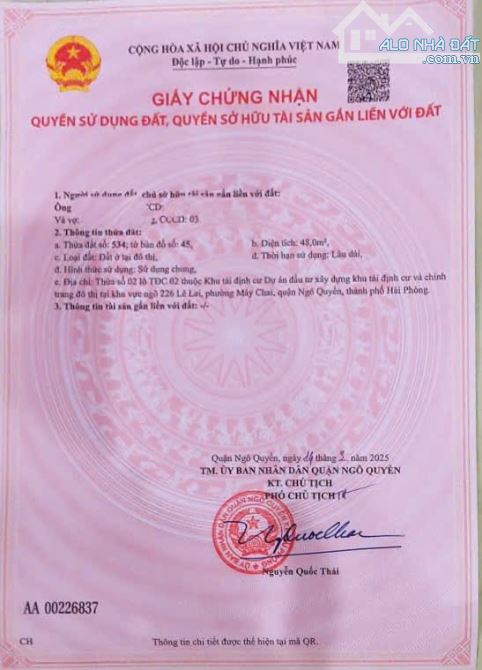 ALO NHÀ ĐẤT
.com.vn
CỘNG HÒA XÃ HỘI CHỦ NGHĨA VIỆT NAM
Độc lập - Tự do - Hạnh phúc
GIẤY CHỨNG NHẬN
QUYỀN SỬ DỤNG ĐẤT, QUYỀN SỞ HỮU TÀI SẢN GẮN LIỀN VỚI ĐẤT
1. Người sử dụng đất, chủ sở hữu tài sản gắn liền với đất:
Ông CCCD:
Và vợ: CCCD: 03
2. Thông tin thửa đất:
a. Thửa đất số: 534; tờ bản đồ số: 45, b. Diện tích: 48,0m²,
c. Loại đất: Đất ở tại đô thị, d. Thời hạn sử dụng: Lâu dài,
đ. Hình thức sử dụng: Sử dụng chung,
e. Địa chỉ: Thửa số 02 lô TĐC 02 thuộc Khu tái định cư Dự án đầu tư xây dựng khu tái định cư và chỉnh
trang đô thị tại khu vực ngõ 226 Lê Lai, phường Máy Chai, quận Ngô Quyền, thành phố Hải Phòng.
3. Thông tin tài sản gắn liền với đất: -/-
Quận Ngô Quyền, ngày 14 tháng 2 năm 2025
TM. ỦY BAN NHÂN DÂN QUẬN NGÔ QUYỀN
KT. CHỦ TỊCH
PHÓ CHỦ TỊCH
Nguyễn Quốc Thái
AA 00226837
CH Thông tin chi tiết được thể hiện tại mã QR.